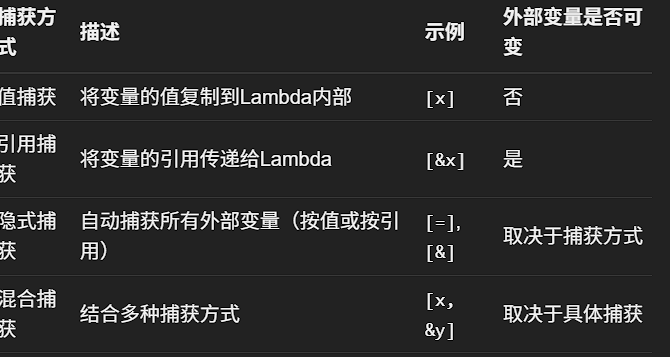 捕获方式 描述 示例 外部变量是否可变
值捕获 将变量的值复制到Lambda内部 [x] 否
引用捕获 将变量的引用传递给Lambda [&x] 是
隐式捕获 自动捕获所有外部变量（按值或按引用） [=], [&] 取决于捕获方式
混合捕获 结合多种捕获方式 [x, &y] 取决于具体捕获